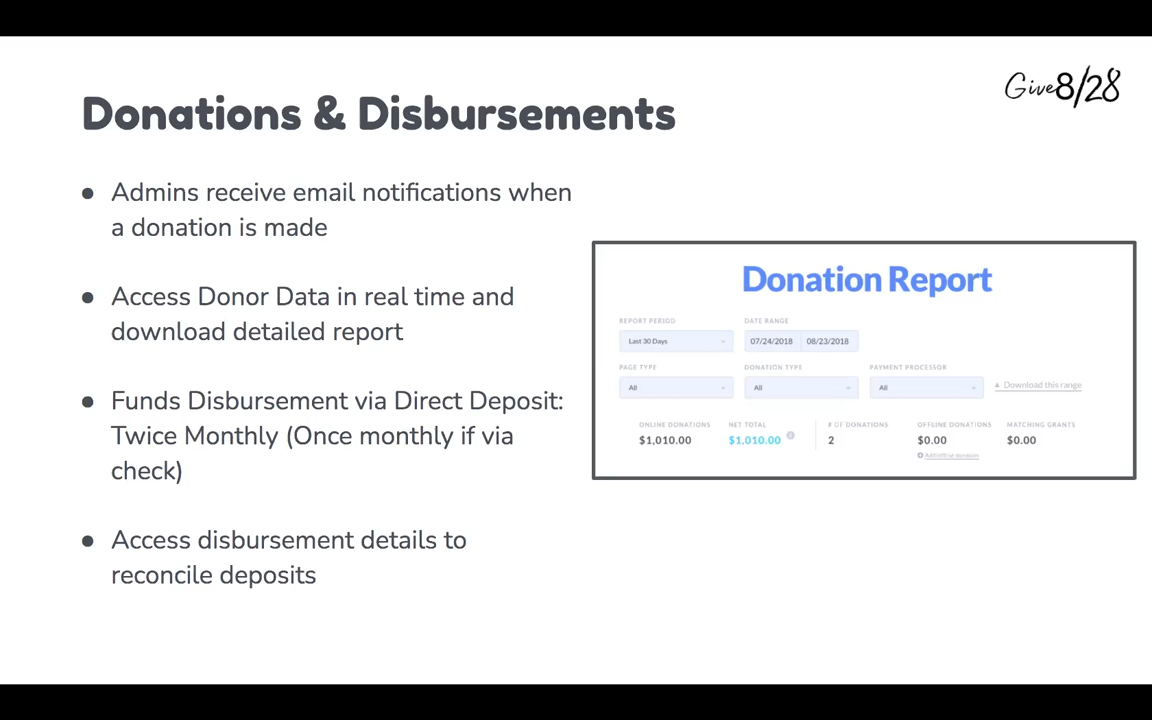 Give8/28
Donations & Disbursements
● Admins receive email notifications when
a donation is made
● Access Donor Data in real time and
download detailed report
● Funds Disbursement via Direct Deposit:
Twice Monthly (Once monthly if via
check)
● Access disbursement details to
reconcile deposits
Donation Report
REPORT PERIOD DATE RANGE
Last 30 Days 07/24/2018 08/23/2018
PAGE TYPE DONATION TYPE PAYMENT PROCESSOR
All All All Download this range
ONLINE DONATIONS NET TOTAL # OF DONATIONS OFFLINE DONATIONS MATCHING GRANTS
$1,010.00 $1,010.00 2 $0.00 $0.00